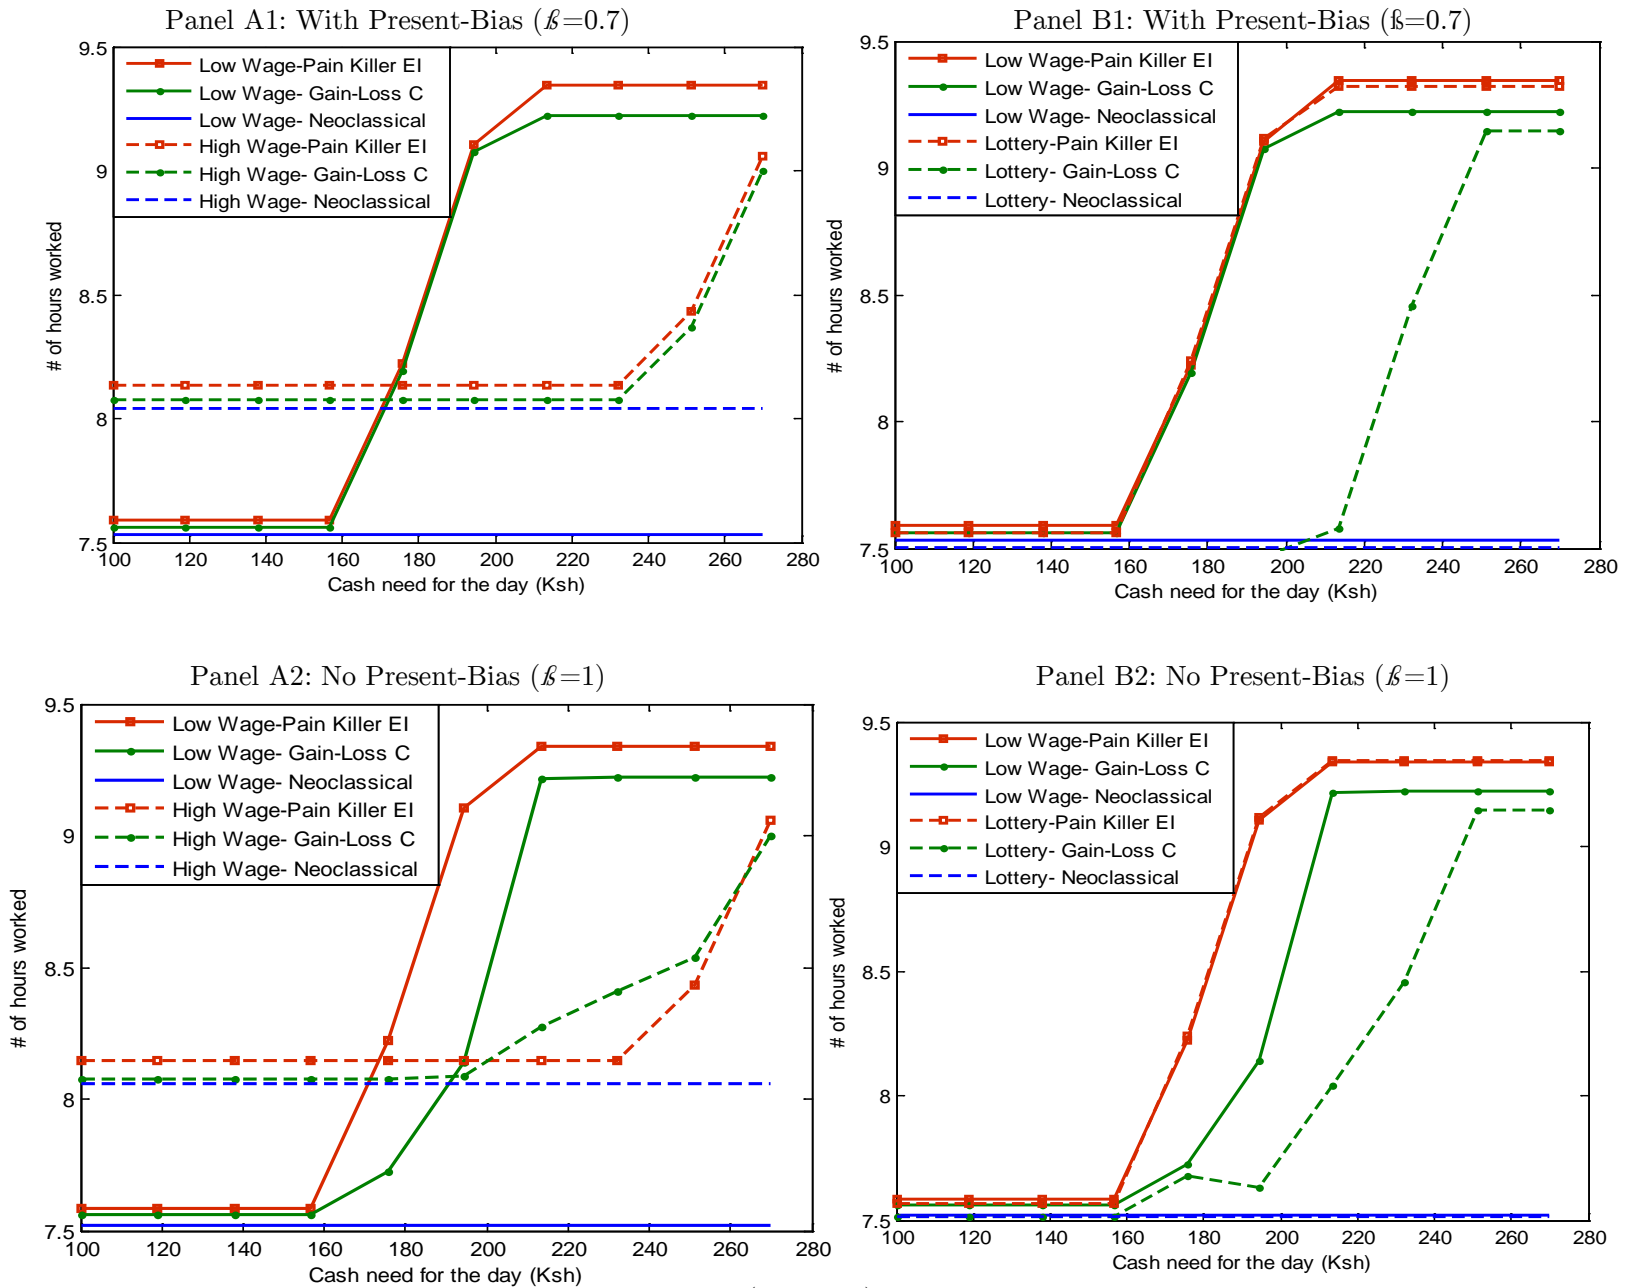 Panel A1: With Present-Bias (ß=0.7)
9.5
9
8.5
8
7.5
# of hours worked
Low Wage-Pain Killer EI
Low Wage- Gain-Loss C
Low Wage- Neoclassical
High Wage-Pain Killer EI
High Wage- Gain-Loss C
High Wage- Neoclassical
100 120 140 160 180 200 220 240 260 280
Cash need for the day (Ksh)
Panel B1: With Present-Bias (ß=0.7)
9.5
9
8.5
8
7.5
# of hours worked
Low Wage-Pain Killer EI
Low Wage- Gain-Loss C
Low Wage- Neoclassical
Lottery-Pain Killer EI
Lottery- Gain-Loss C
Lottery- Neoclassical
100 120 140 160 180 200 220 240 260 280
Cash need for the day (Ksh)
Panel A2: No Present-Bias (ß=1)
9.5
9
8.5
8
7.5
# of hours worked
Low Wage-Pain Killer EI
Low Wage- Gain-Loss C
Low Wage- Neoclassical
High Wage-Pain Killer EI
High Wage- Gain-Loss C
High Wage- Neoclassical
100 120 140 160 180 200 220 240 260 280
Cash need for the day (Ksh)
Panel B2: No Present-Bias (ß=1)
9.5
9
8.5
8
7.5
# of hours worked
Low Wage-Pain Killer EI
Low Wage- Gain-Loss C
Low Wage- Neoclassical
Lottery-Pain Killer EI
Lottery- Gain-Loss C
Lottery- Neoclassical
100 120 140 160 180 200 220 240 260 280
Cash need for the day (Ksh)